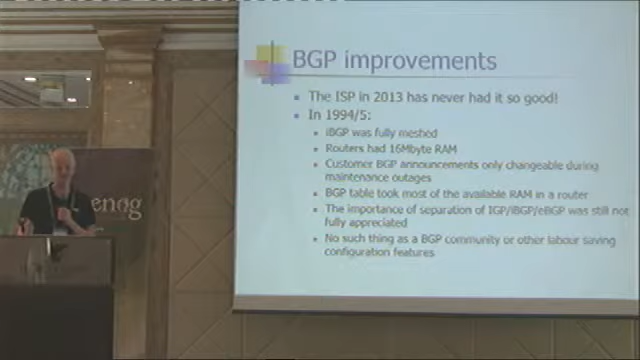 BGP improvements
The ISP in 2013 has never had it so good!
In 1994/5:
iBGP was fully meshed
Routers had 16Mbyte RAM
Customer BGP announcements only changeable during
maintenance outages
BGP table took most of the available RAM in a router
The importance of separation of IGP/iBGP/eBGP was still not
fully appreciated
No such thing as a BGP community or other labour saving
configuration features
enog